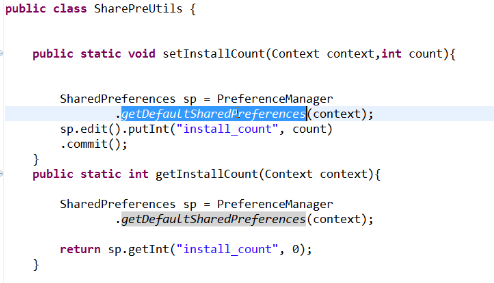 public class SharePreUtils {
public static void setInstallCount(Context context,int count){
SharedPreferences sp = PreferenceManager
.getDefaultSharedPreferences(context);
sp.edit().putInt("install_count", count)
.commit();
}
public static int getInstallCount(Context context){
SharedPreferences sp = PreferenceManager
.getDefaultSharedPreferences(context);
return sp.getInt("install_count", 0);
}